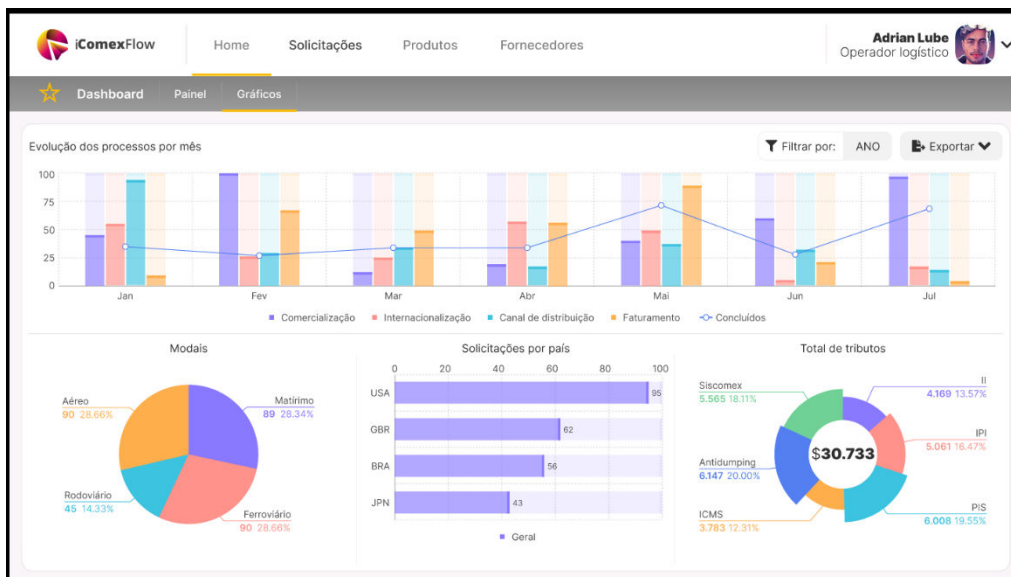 iComexFlow
Home Solicitações Produtos Fornecedores
Adrian Lube
Operador logístico
Dashboard Painel Gráficos
Evolução dos processos por mês
Filtrar por: ANO
Exportar
100
75
50
25
0
Jan Fev Mar Abr Mai Jun Jul
Comercialização Internacionalização Canal de distribuição Faturamento Concluídos
Modais
Aéreo
90 28.66%
Matírimo
89 28.34%
Rodoviário
45 14.33%
Ferroviário
90 28.66%
Solicitações por país
0 20 40 60 80 100
USA 95
GBR 62
BRA 56
JPN 43
Geral
Total de tributos
Siscomex
5.565 18.11%
II
4.169 13.57%
IPI
5.061 16.47%
Antidumping
6.147 20.00%
$30.733
ICMS
3.783 12.31%
PIS
6.008 19.55%